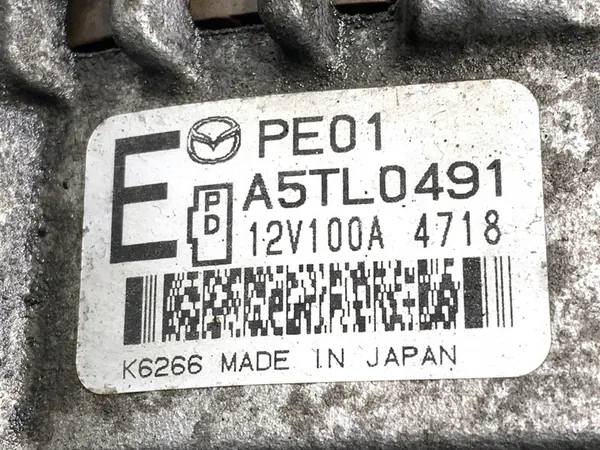 E PE01
P D A5TL0491
12V100A 4718
K6266 MADE IN JAPAN